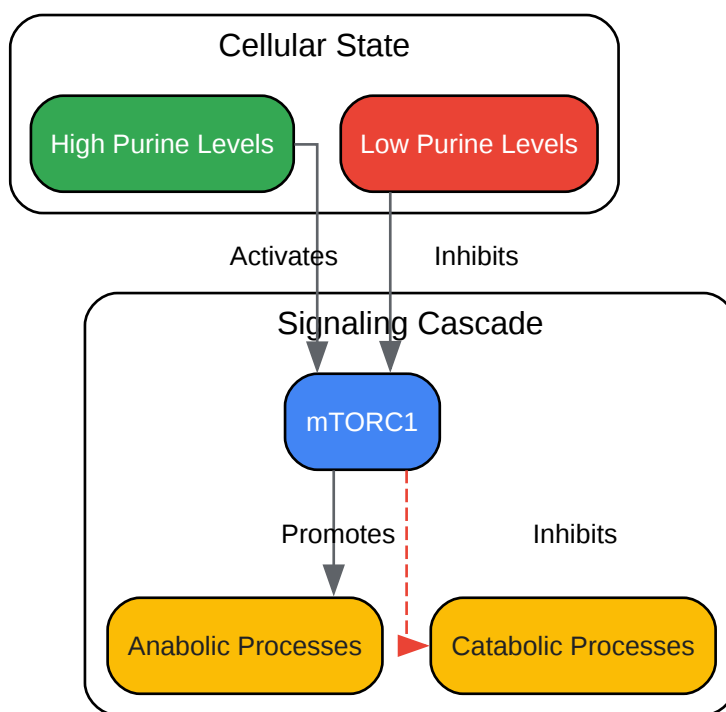 Cellular State
High Purine Levels
Low Purine Levels
Activates
Inhibits
Signaling Cascade
mTORC1
Promotes
Inhibits
Anabolic Processes
Catabolic Processes